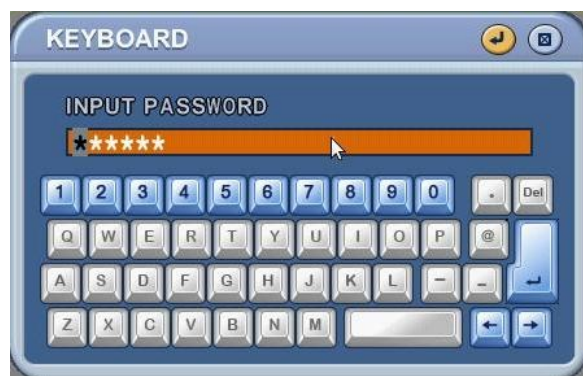 KEYBOARD
INPUT PASSWORD
******
1 2 3 4 5 6 7 8 9 0 . Del
Q W E R T Y U I O P @
A S D F G H J K L - _
Z X C V B N M ← →